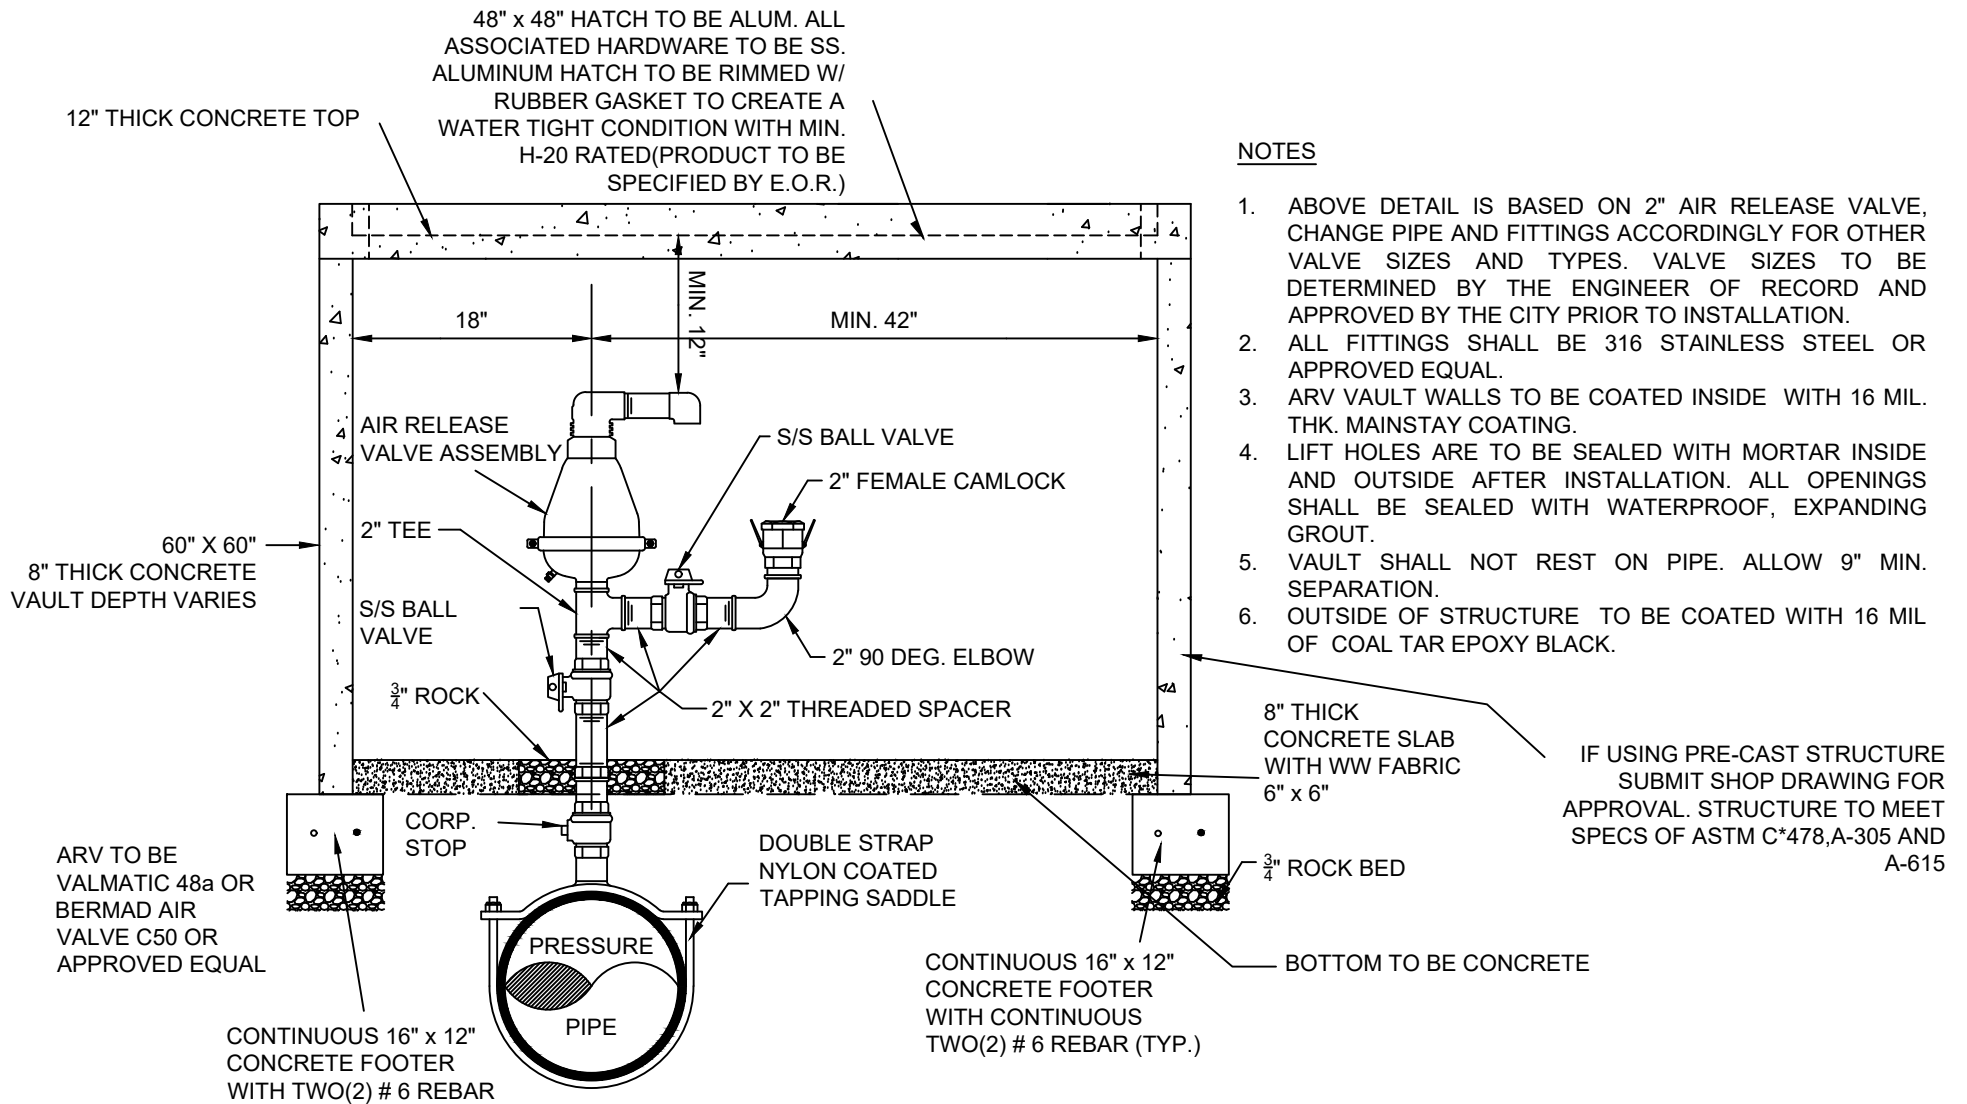 48" x 48" HATCH TO BE ALUM. ALL
ASSOCIATED HARDWARE TO BE SS.
ALUMINUM HATCH TO BE RIMMED W/
RUBBER GASKET TO CREATE A
WATER TIGHT CONDITION WITH MIN.
H-20 RATED(PRODUCT TO BE
SPECIFIED BY E.O.R.)
12" THICK CONCRETE TOP
18"
MIN. 42"
MIN. 12"
AIR RELEASE
VALVE ASSEMBLY
S/S BALL VALVE
2" FEMALE CAMLOCK
2" TEE
60" X 60"
8" THICK CONCRETE
VAULT DEPTH VARIES
S/S BALL
VALVE
2" 90 DEG. ELBOW
3/4" ROCK
2" X 2" THREADED SPACER
8" THICK
CONCRETE SLAB
WITH WW FABRIC
6" x 6"
CORP.
STOP
DOUBLE STRAP
NYLON COATED
TAPPING SADDLE
3/4" ROCK BED
ARV TO BE
VALMATIC 48a OR
BERMAD AIR
VALVE C50 OR
APPROVED EQUAL
PRESSURE
PIPE
CONTINUOUS 16" x 12"
CONCRETE FOOTER
WITH TWO(2) # 6 REBAR
CONTINUOUS 16" x 12"
CONCRETE FOOTER
WITH CONTINUOUS
TWO(2) # 6 REBAR (TYP.)
BOTTOM TO BE CONCRETE
NOTES
1. ABOVE DETAIL IS BASED ON 2" AIR RELEASE VALVE,
CHANGE PIPE AND FITTINGS ACCORDINGLY FOR OTHER
VALVE SIZES AND TYPES. VALVE SIZES TO BE
DETERMINED BY THE ENGINEER OF RECORD AND
APPROVED BY THE CITY PRIOR TO INSTALLATION.
2. ALL FITTINGS SHALL BE 316 STAINLESS STEEL OR
APPROVED EQUAL.
3. ARV VAULT WALLS TO BE COATED INSIDE WITH 16 MIL.
THK. MAINSTAY COATING.
4. LIFT HOLES ARE TO BE SEALED WITH MORTAR INSIDE
AND OUTSIDE AFTER INSTALLATION. ALL OPENINGS
SHALL BE SEALED WITH WATERPROOF, EXPANDING
GROUT.
5. VAULT SHALL NOT REST ON PIPE. ALLOW 9" MIN.
SEPARATION.
6. OUTSIDE OF STRUCTURE TO BE COATED WITH 16 MIL
OF COAL TAR EPOXY BLACK.
IF USING PRE-CAST STRUCTURE
SUBMIT SHOP DRAWING FOR
APPROVAL. STRUCTURE TO MEET
SPECS OF ASTM C*478,A-305 AND
A-615